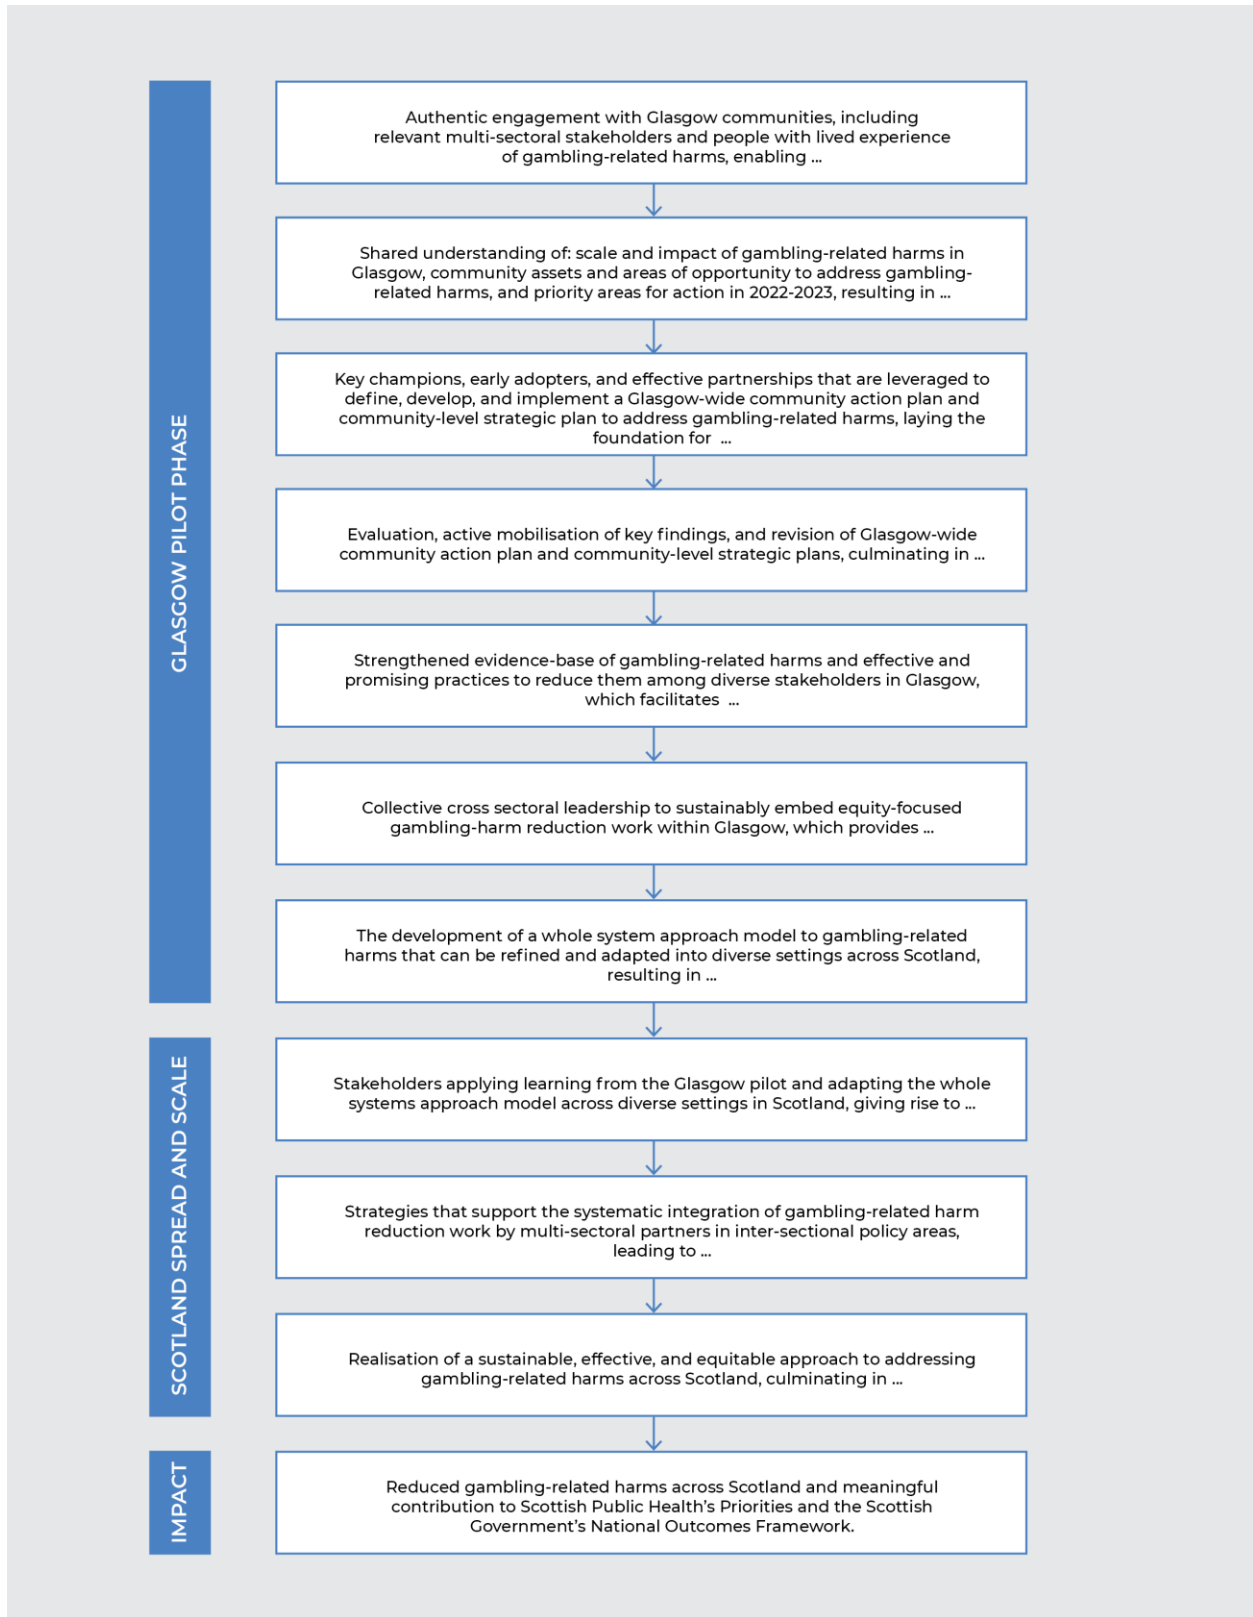 GLASGOW PILOT PHASE
Authentic engagement with Glasgow communities, including
relevant multi-sectoral stakeholders and people with lived experience
of gambling-related harms, enabling ...
Shared understanding of: scale and impact of gambling-related harms in
Glasgow, community assets and areas of opportunity to address gambling-
related harms, and priority areas for action in 2022-2023, resulting in ...
Key champions, early adopters, and effective partnerships that are leveraged to
define, develop, and implement a Glasgow-wide community action plan and
community-level strategic plan to address gambling-related harms, laying the
foundation for ...
Evaluation, active mobilisation of key findings, and revision of Glasgow-wide
community action plan and community-level strategic plans, culminating in ...
Strengthened evidence-base of gambling-related harms and effective and
promising practices to reduce them among diverse stakeholders in Glasgow,
which facilitates ...
Collective cross sectoral leadership to sustainably embed equity-focused
gambling-harm reduction work within Glasgow, which provides ...
The development of a whole system approach model to gambling-related
harms that can be refined and adapted into diverse settings across Scotland,
resulting in ...
SCOTLAND SPREAD AND SCALE
Stakeholders applying learning from the Glasgow pilot and adapting the whole
systems approach model across diverse settings in Scotland, giving rise to ...
Strategies that support the systematic integration of gambling-related harm
reduction work by multi-sectoral partners in inter-sectional policy areas,
leading to ...
Realisation of a sustainable, effective, and equitable approach to addressing
gambling-related harms across Scotland, culminating in ...
IMPACT
Reduced gambling-related harms across Scotland and meaningful
contribution to Scottish Public Health’s Priorities and the Scottish
Government’s National Outcomes Framework.